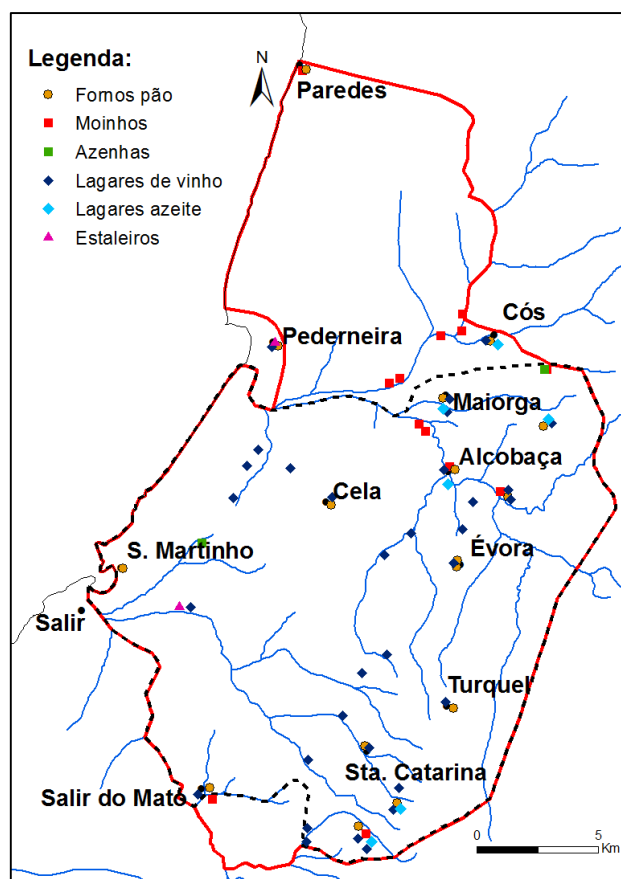 Legenda:
Fornos pão
Moinhos
Azenhas
Lagares de vinho
Lagares azeite
Estaleiros
N
Paredes
Cós
Pederneira
Maiorga
Alcobaça
Cela
Évora
S. Martinho
Salir
Turquel
Sta. Catarina
Salir do Mato
0 5
Km